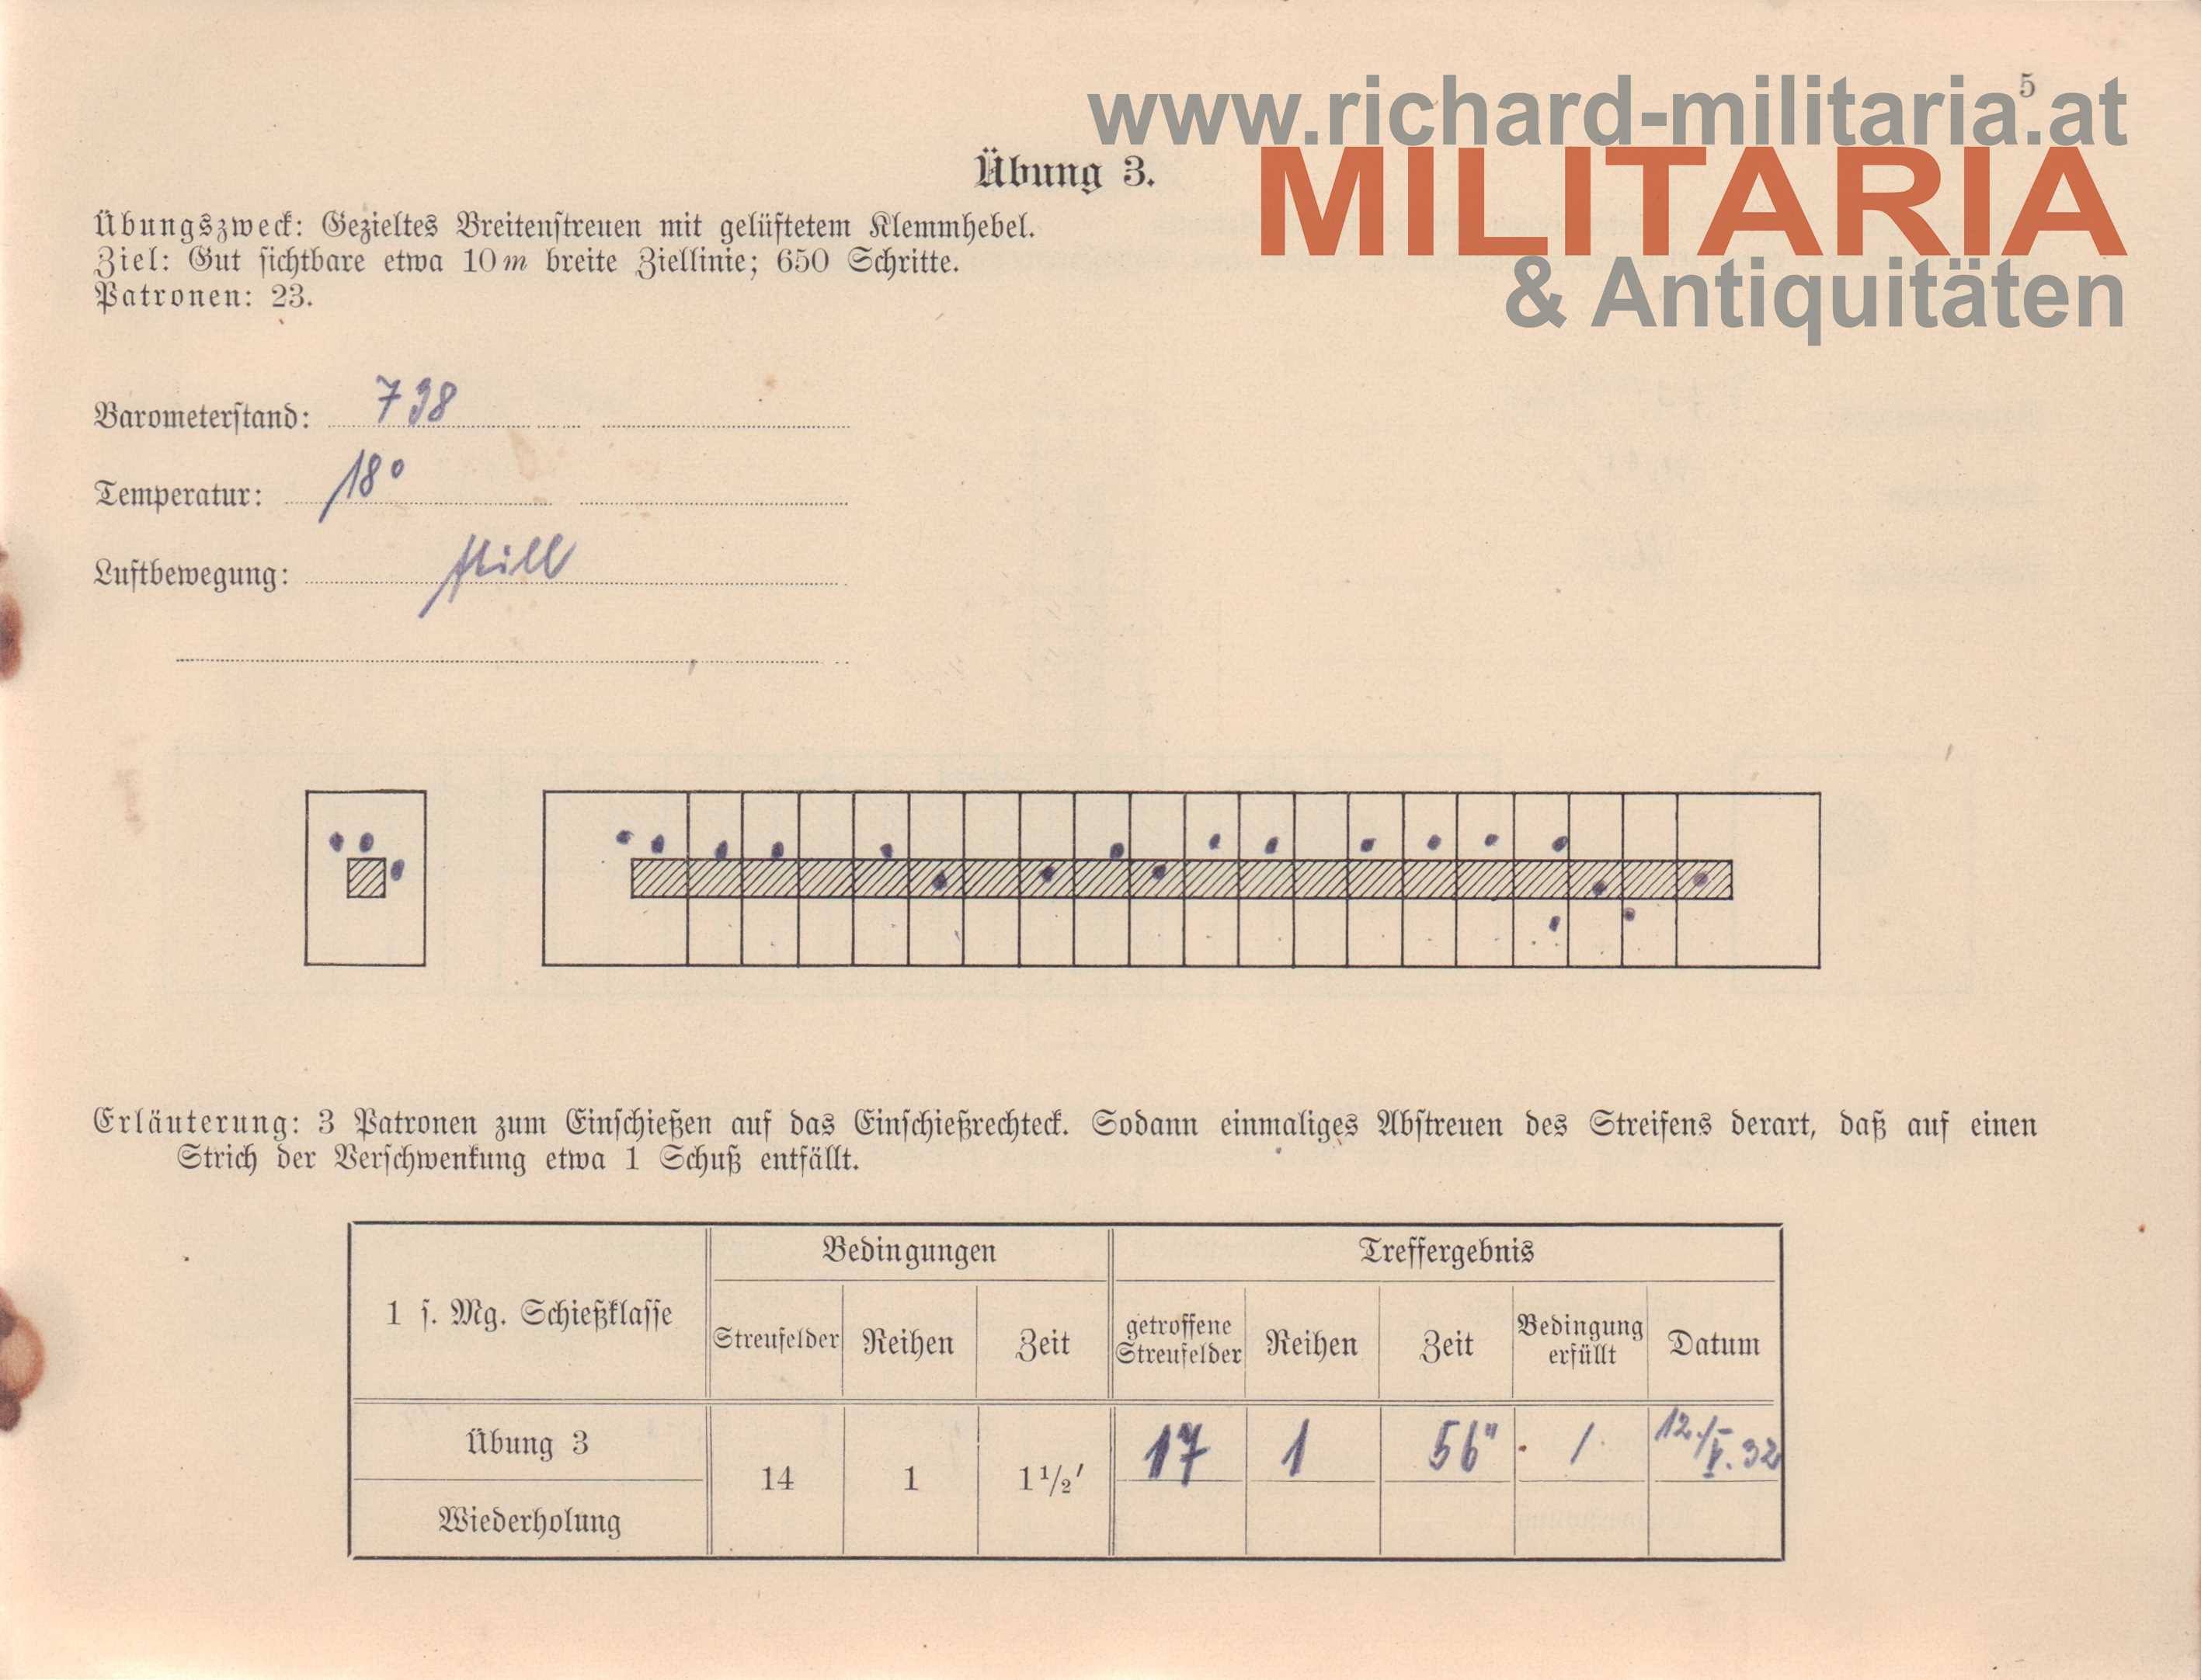 www.richard-militaria.at
MILITARIA
& Antiquitäten
5
Übung 3.
Übungszweck: Gezieltes Breitenstreuen mit gelüftetem Klemmhebel.
Ziel: Gut sichtbare etwa 10 m breite Ziellinie; 650 Schritte.
Patronen: 23.
Barometerstand: 738
Temperatur: 18°
Luftbewegung: still
Erläuterung: 3 Patronen zum Einschießen auf das Einschießrechteck. Sodann einmaliges Abstreuen des Streifens derart, daß auf einen
Strich der Verschwenkung etwa 1 Schuß entfällt.
1 s. Mg. Schießklasse
Bedingungen
Treffergebnis
Streufelder Reihen Zeit
getroffene Streufelder Reihen Zeit Bedingung erfüllt Datum
Übung 3
14 1 1½′
17 1 56" / 12./V. 32
Wiederholung